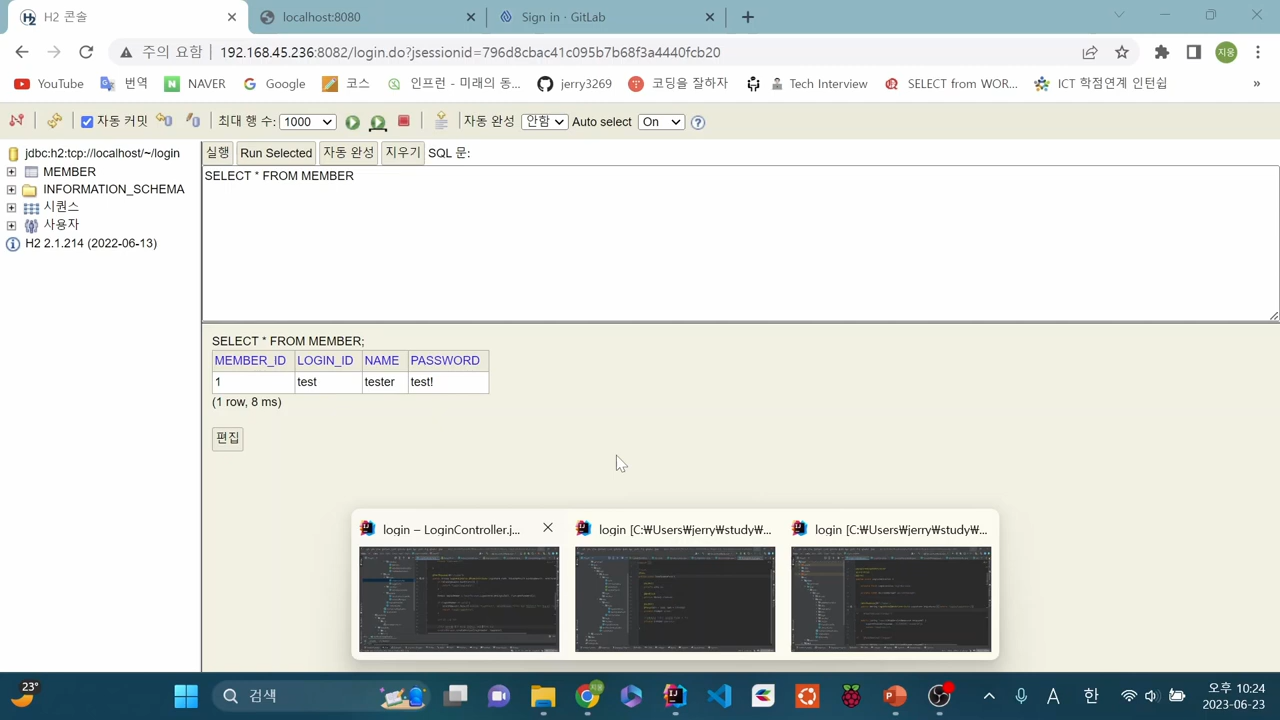 H2 콘솔
localhost:8080
Sign in · GitLab
주의 요함
192.168.45.236:8082/login.do?jsessionid=796d8cbac41c095b7b68f3a4440fcb20
지웅
YouTube
번역
NAVER
Google
코스
인프런 - 미래의 동...
jerry3269
코딩을 잘하자
Tech Interview
SELECT from WOR...
ICT 학점연계 인턴쉽
»
자동 커밋
최대 행 수:
1000
자동 완성
안함
Auto select
On
jdbc:h2:tcp://localhost/~/login
MEMBER
INFORMATION_SCHEMA
시퀀스
사용자
H2 2.1.214 (2022-06-13)
실행 Run Selected 자동 완성 지우기 SQL 문:
SELECT * FROM MEMBER
SELECT * FROM MEMBER;
MEMBER_ID LOGIN_ID NAME PASSWORD
1 test tester test!
(1 row, 8 ms)
편집
login – LoginController.j...
login [C:₩Users₩jerry₩study₩...
login [C:₩Users₩jerry₩study₩...
23°
검색
지웅
A
한
오후 10:24
2023-06-23